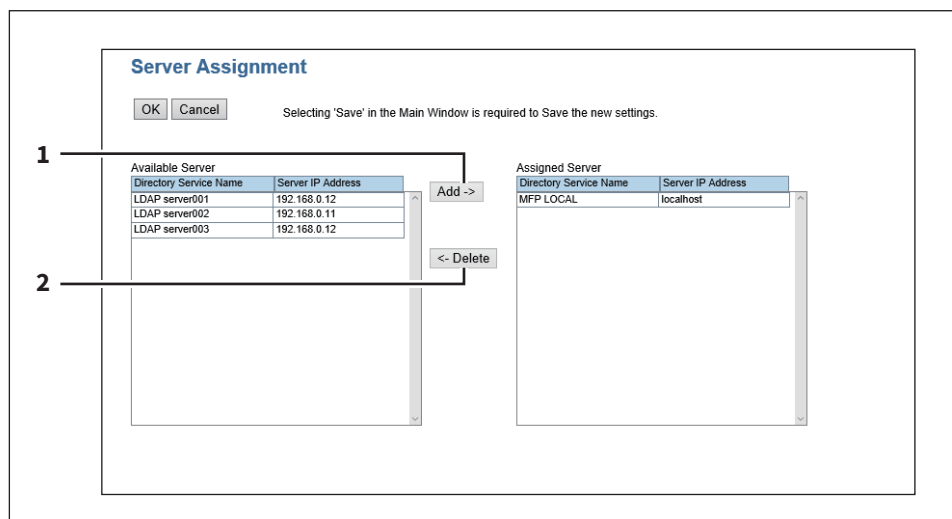 Server Assignment
OK Cancel Selecting 'Save' in the Main Window is required to Save the new settings.
1
Available Server
Directory Service Name Server IP Address
LDAP server001 192.168.0.12
LDAP server002 192.168.0.11
LDAP server003 192.168.0.12
Add ->
<- Delete
2
Assigned Server
Directory Service Name Server IP Address
MFP LOCAL localhost